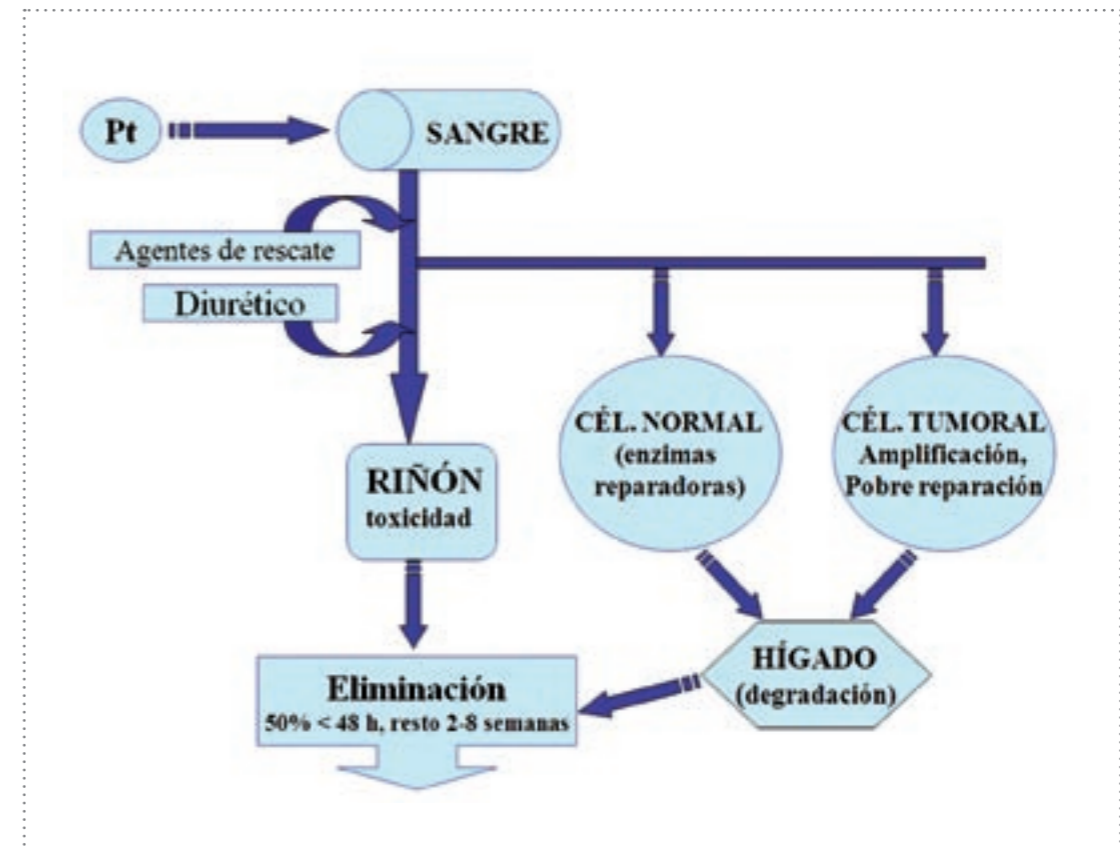 Pt
SANGRE
Agentes de rescate
Diurético
RIÑÓN
toxicidad
CÉL. NORMAL
(enzimas
reparadoras)
CÉL. TUMORAL
Amplificación,
Pobre reparación
HÍGADO
(degradación)
Eliminación
50% < 48 h, resto 2-8 semanas